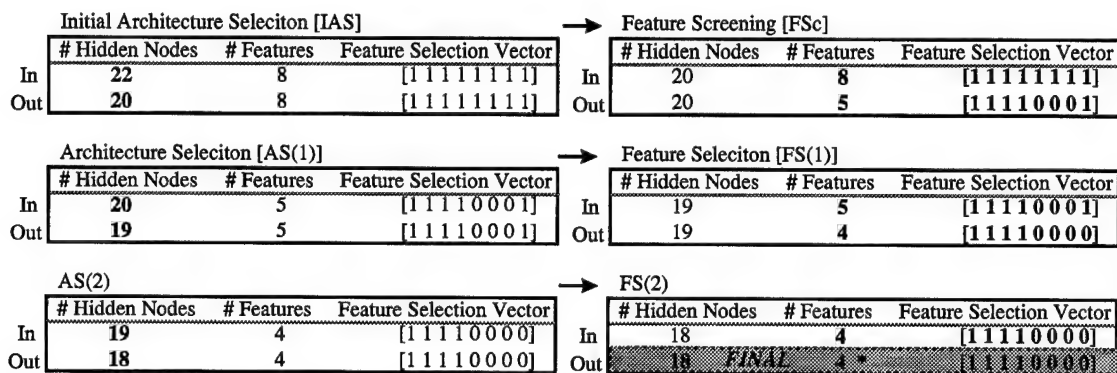 Initial Architecture Seleciton [IAS]
# Hidden Nodes # Features Feature Selection Vector
In 22 8 [1 1 1 1 1 1 1 1]
Out 20 8 [1 1 1 1 1 1 1 1]
Feature Screening [FSc]
# Hidden Nodes # Features Feature Selection Vector
In 20 8 [1 1 1 1 1 1 1 1]
Out 20 5 [1 1 1 1 0 0 0 1]
Architecture Seleciton [AS(1)]
# Hidden Nodes # Features Feature Selection Vector
In 20 5 [1 1 1 1 0 0 0 1]
Out 19 5 [1 1 1 1 0 0 0 1]
Feature Seleciton [FS(1)]
# Hidden Nodes # Features Feature Selection Vector
In 19 5 [1 1 1 1 0 0 0 1]
Out 19 4 [1 1 1 1 0 0 0 0]
AS(2)
# Hidden Nodes # Features Feature Selection Vector
In 19 4 [1 1 1 1 0 0 0 0]
Out 18 4 [1 1 1 1 0 0 0 0]
FS(2)
# Hidden Nodes # Features Feature Selection Vector
In 18 4 [1 1 1 1 0 0 0 0]
Out 18 FINAL 4 * [1 1 1 1 0 0 0 0]